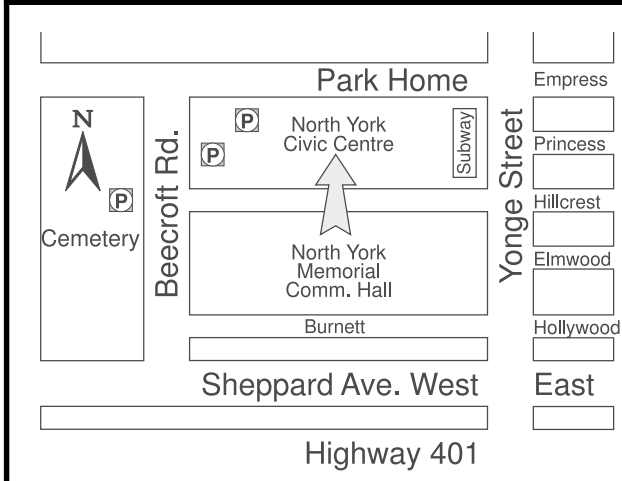 Park Home
Empress
N
P
P
North York
Civic Centre
Subway
Princess
P
Cemetery
Beecroft Rd.
Yonge Street
Hillcrest
North York
Memorial
Comm. Hall
Elmwood
Burnett
Hollywood
Sheppard Ave. West
East
Highway 401